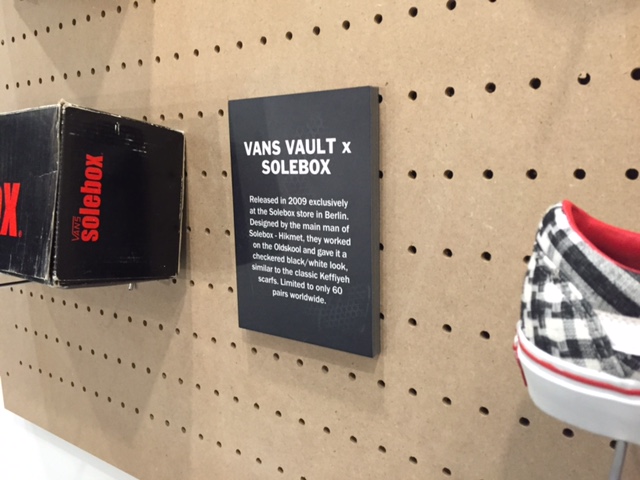 VANS VAULT x
SOLEBOX
Released in 2009 exclusively
at the Solebox store in Berlin.
Designed by the main man of
Solebox - Hikmet, they worked
on the Oldskool and gave it a
checkered black/white look,
similar to the classic Keffiyeh
scarfs. Limited to only 60
pairs worldwide.
VANS
solebox